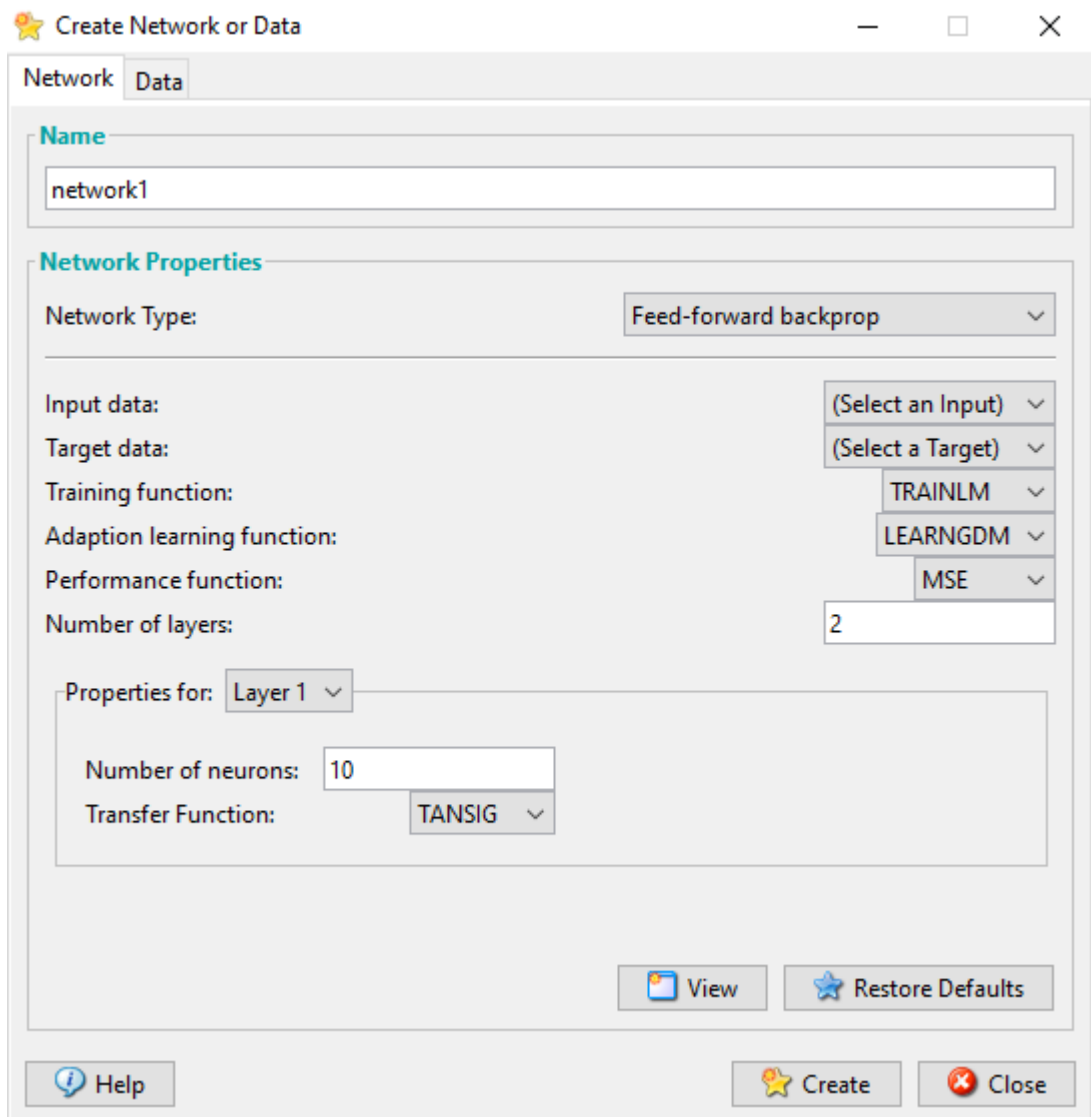 Create Network or Data
Network Data
Name
network1
Network Properties
Network Type: Feed-forward backprop
Input data: (Select an Input)
Target data: (Select a Target)
Training function: TRAINLM
Adaption learning function: LEARNGDM
Performance function: MSE
Number of layers: 2
Properties for: Layer 1
Number of neurons: 10
Transfer Function: TANSIG
View Restore Defaults
Help Create Close